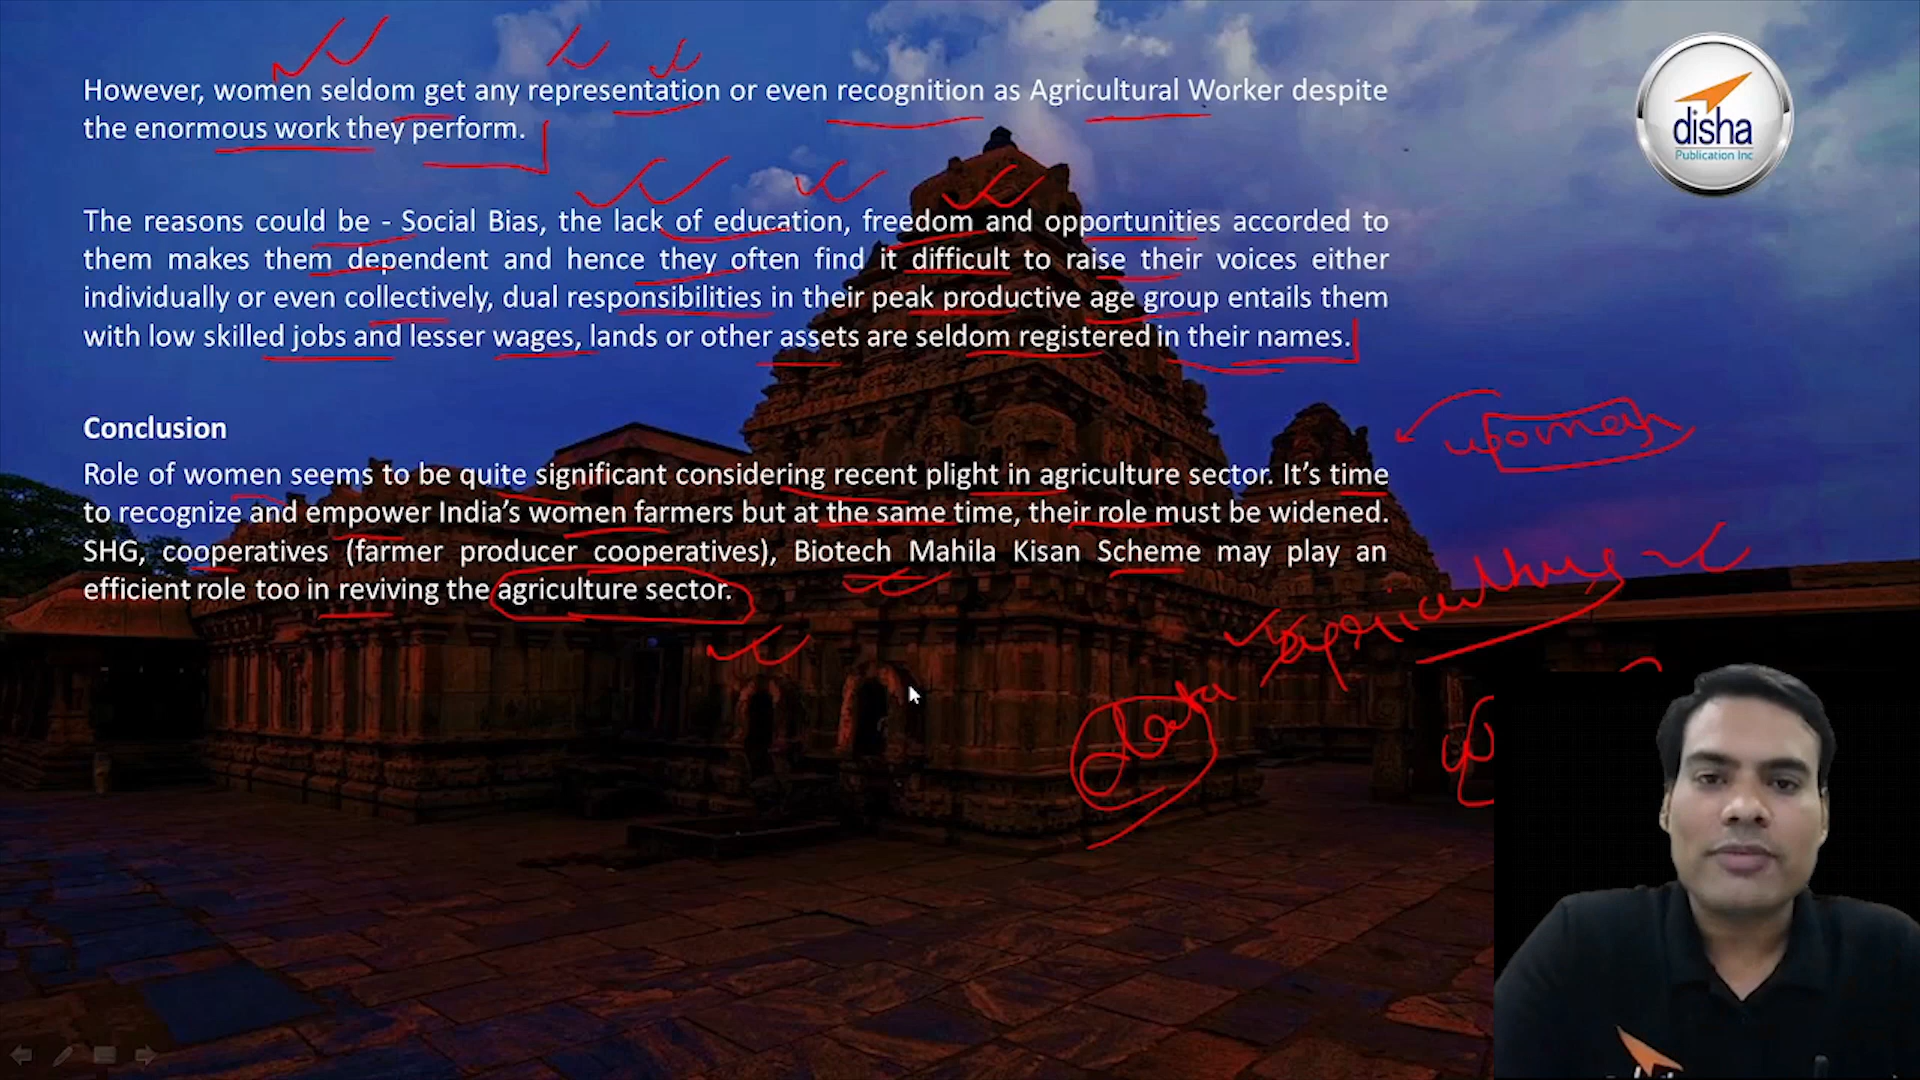 However, women seldom get any representation or even recognition as Agricultural Worker despite
the enormous work they perform.
The reasons could be - Social Bias, the lack of education, freedom and opportunities accorded to
them makes them dependent and hence they often find it difficult to raise their voices either
individually or even collectively, dual responsibilities in their peak productive age group entails them
with low skilled jobs and lesser wages, lands or other assets are seldom registered in their names.
Conclusion
Role of women seems to be quite significant considering recent plight in agriculture sector. It’s time
to recognize and empower India’s women farmers but at the same time, their role must be widened.
SHG, cooperatives (farmer producer cooperatives), Biotech Mahila Kisan Scheme may play an
efficient role too in reviving the agriculture sector.
disha
Publication Inc
women
agriculture
data